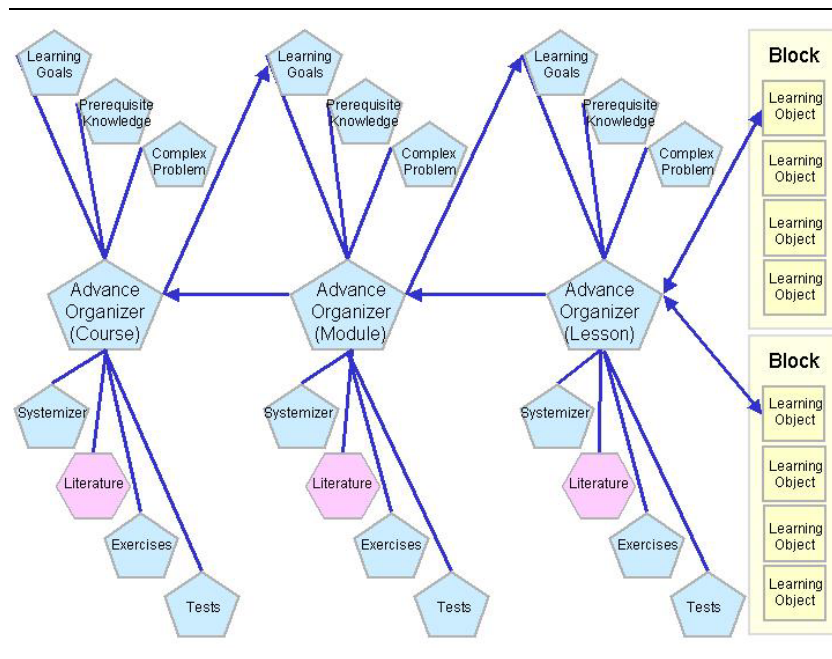 Learning
Goals
Prerequisite
Knowledge
Complex
Problem
Advance
Organizer
(Course)
Systemizer
Literature
Exercises
Tests
Learning
Goals
Prerequisite
Knowledge
Complex
Problem
Advance
Organizer
(Module)
Systemizer
Literature
Exercises
Tests
Learning
Goals
Prerequisite
Knowledge
Complex
Problem
Advance
Organizer
(Lesson)
Systemizer
Literature
Exercises
Tests
Block
Learning
Object
Learning
Object
Learning
Object
Learning
Object
Block
Learning
Object
Learning
Object
Learning
Object
Learning
Object